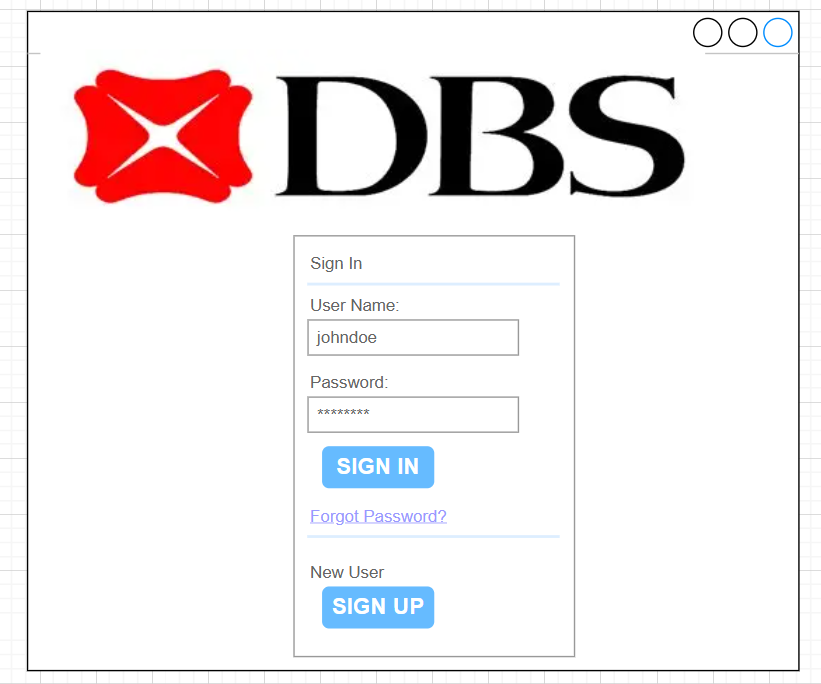 DBS
Sign In
User Name:
johndoe
Password:
********
SIGN IN
Forgot Password?
New User
SIGN UP